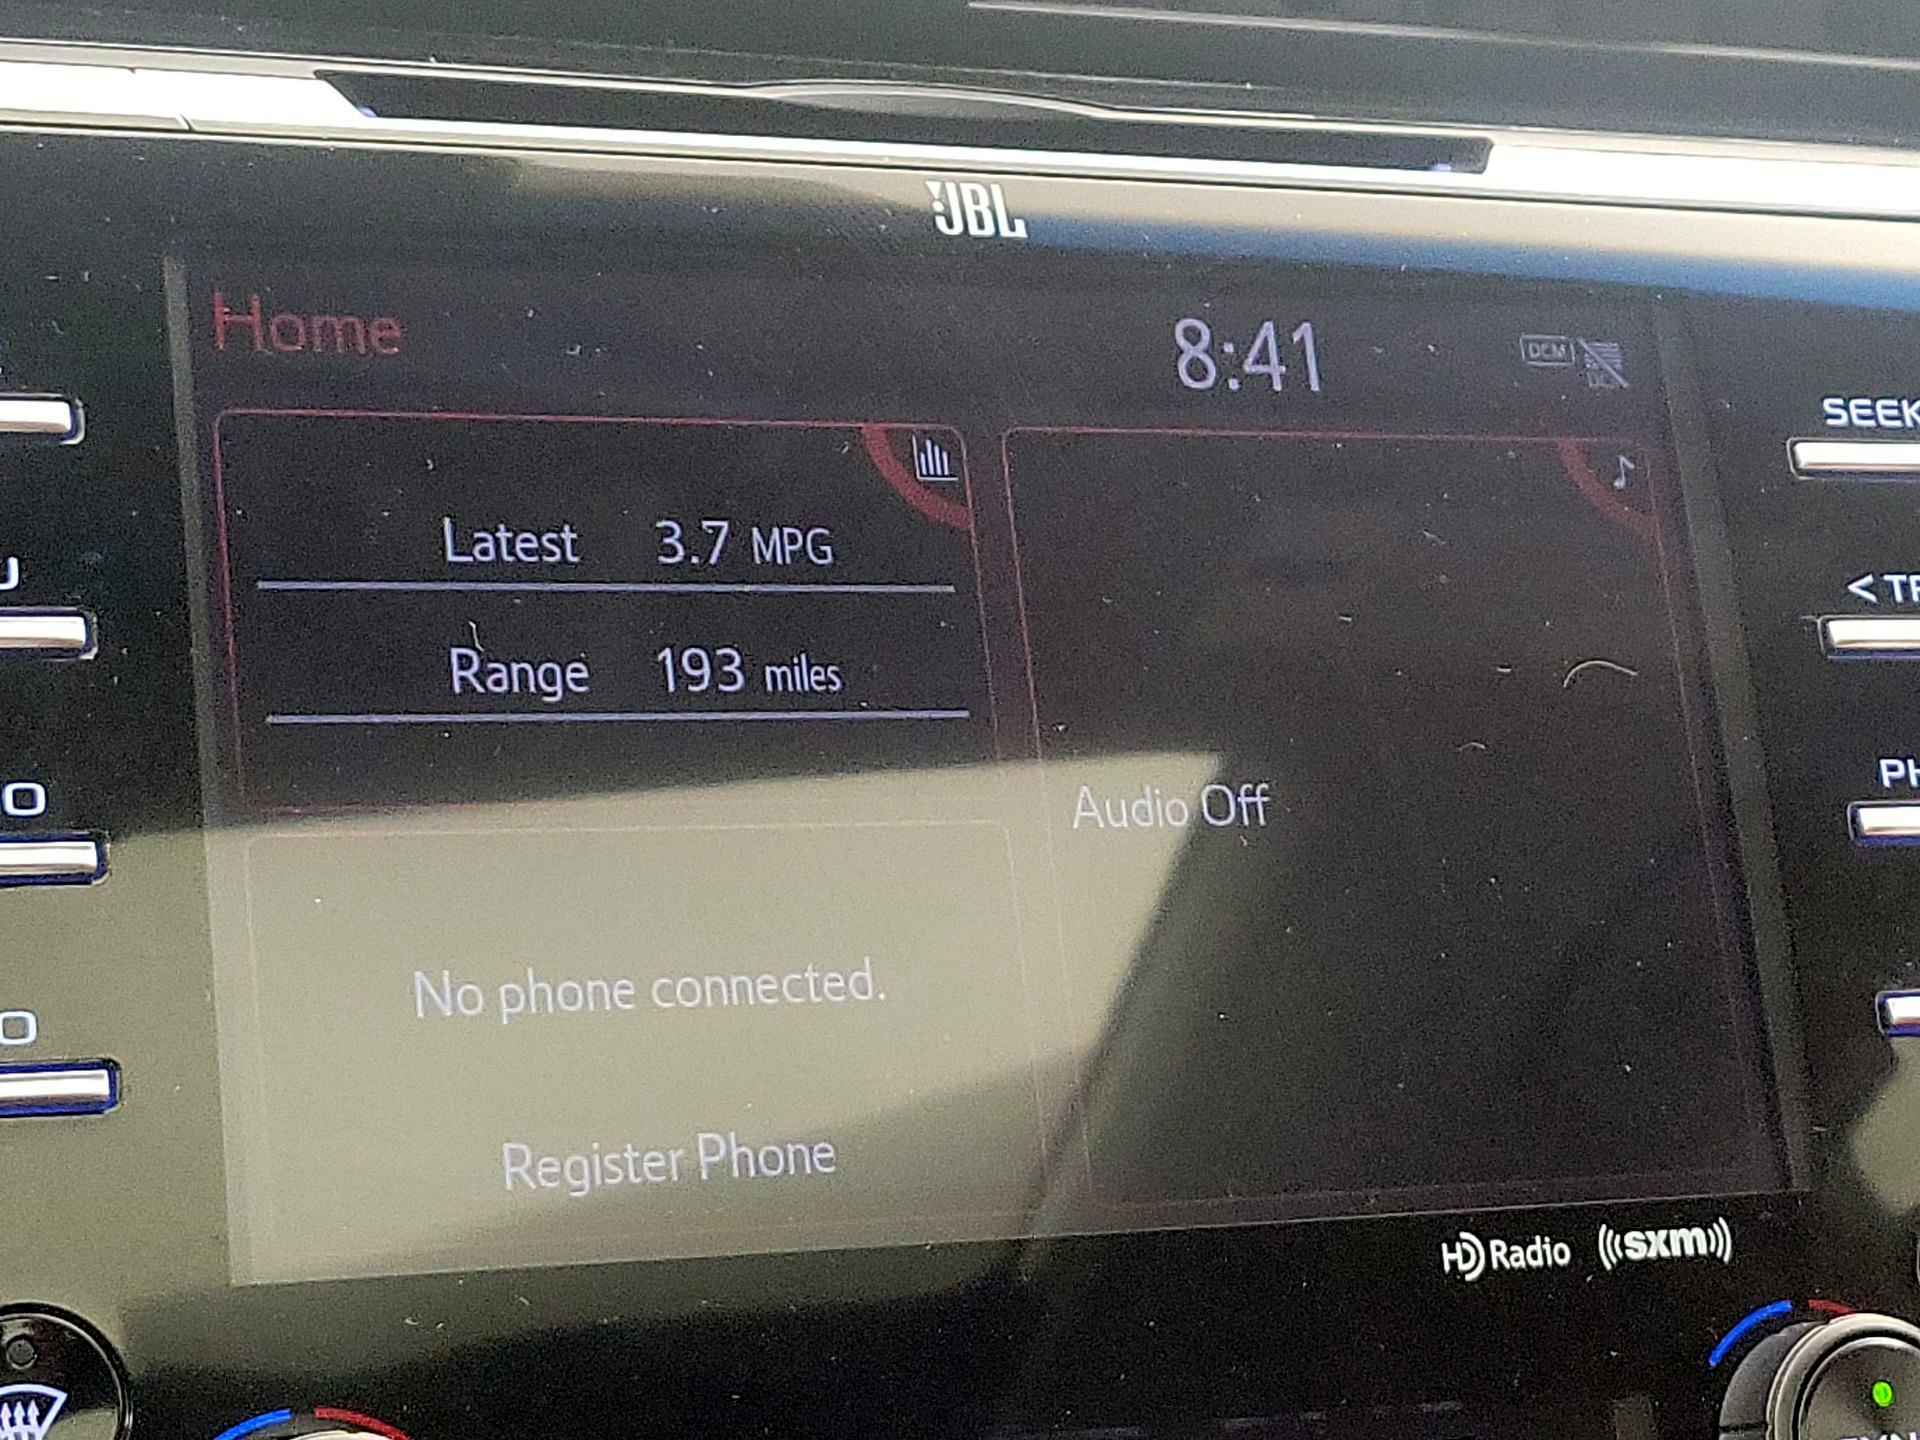 JBL
Home
8:41
DCM
Latest 3.7 MPG
Range 193 miles
Audio Off
No phone connected.
Register Phone
HD Radio
((sxm))
SEEK